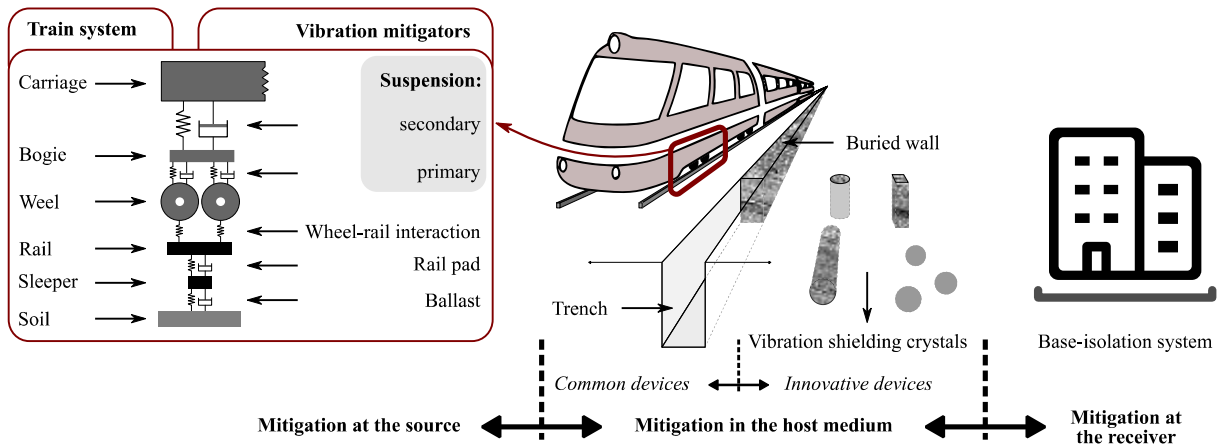 Train system
Vibration mitigators
Carriage
Suspension:
secondary
Bogie
primary
Weel
Wheel-rail interaction
Rail
Rail pad
Sleeper
Ballast
Soil
Buried wall
Trench
Vibration shielding crystals
Base-isolation system
Common devices
Innovative devices
Mitigation at the source
Mitigation in the host medium
Mitigation at
the receiver